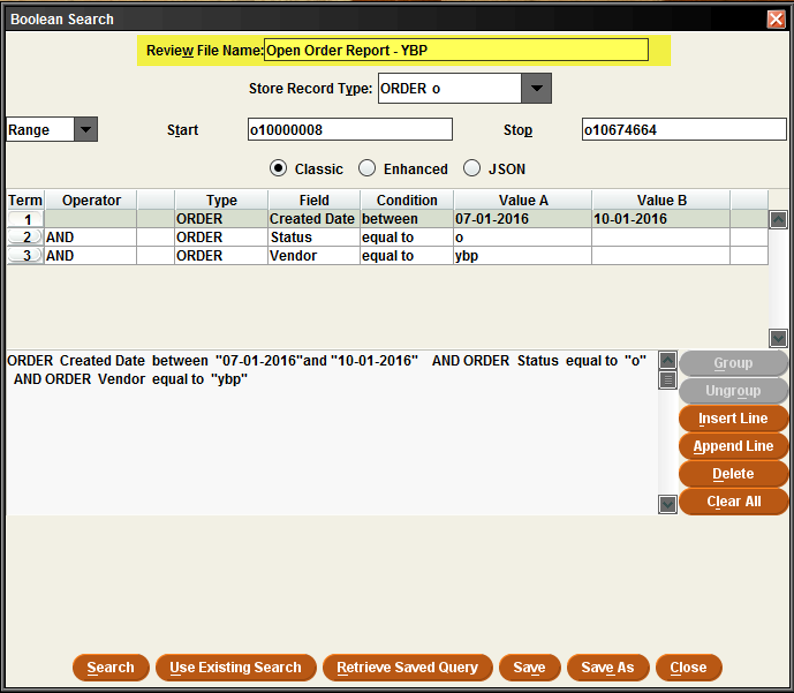 Boolean Search
Review File Name: Open Order Report - YBP
Store Record Type: ORDER o
Range Start o10000008 Stop o10674664
Classic Enhanced JSON
Term Operator Type Field Condition Value A Value B
1 ORDER Created Date between 07-01-2016 10-01-2016
2 AND ORDER Status equal to o
3 AND ORDER Vendor equal to ybp
ORDER Created Date between "07-01-2016"and "10-01-2016" AND ORDER Status equal to "o"
AND ORDER Vendor equal to "ybp"
Group
Ungroup
Insert Line
Append Line
Delete
Clear All
Search Use Existing Search Retrieve Saved Query Save Save As Close